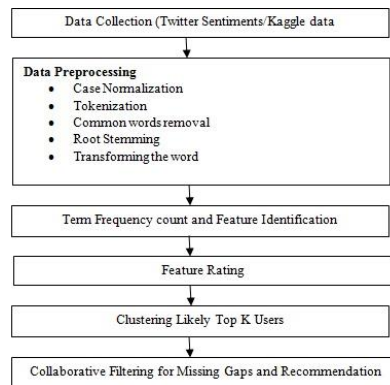 Data Collection (Twitter Sentiments/Kaggle data
Data Preprocessing
• Case Normalization
• Tokenization
• Common words removal
• Root Stemming
• Transforming the word
Term Frequency count and Feature Identification
Feature Rating
Clustering Likely Top K Users
Collaborative Filtering for Missing Gaps and Recommendation